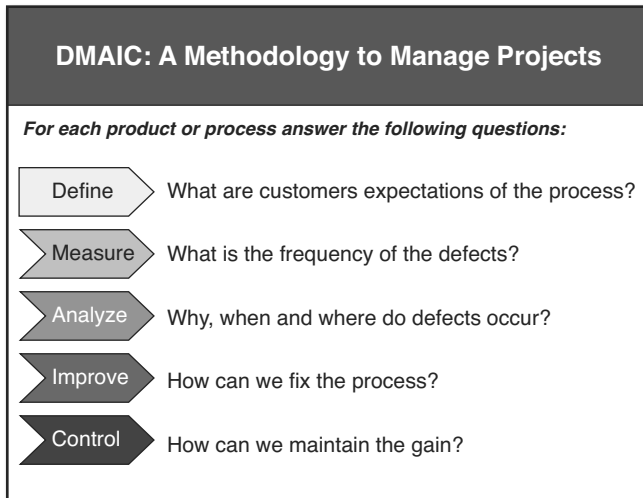 DMAIC: A Methodology to Manage Projects
For each product or process answer the following questions:
Define What are customers expectations of the process?
Measure What is the frequency of the defects?
Analyze Why, when and where do defects occur?
Improve How can we fix the process?
Control How can we maintain the gain?